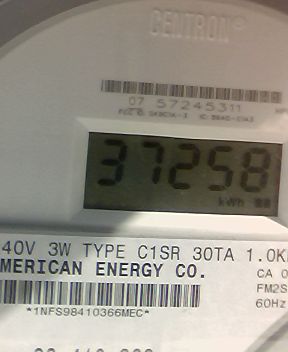 CENTRON®
07 57245311
37258
kWh
40V 3W TYPE C1SR 30TA 1.0K
MERICAN ENERGY CO.
CA 0
FM2S
60Hz
*1NFS98410366MEC*